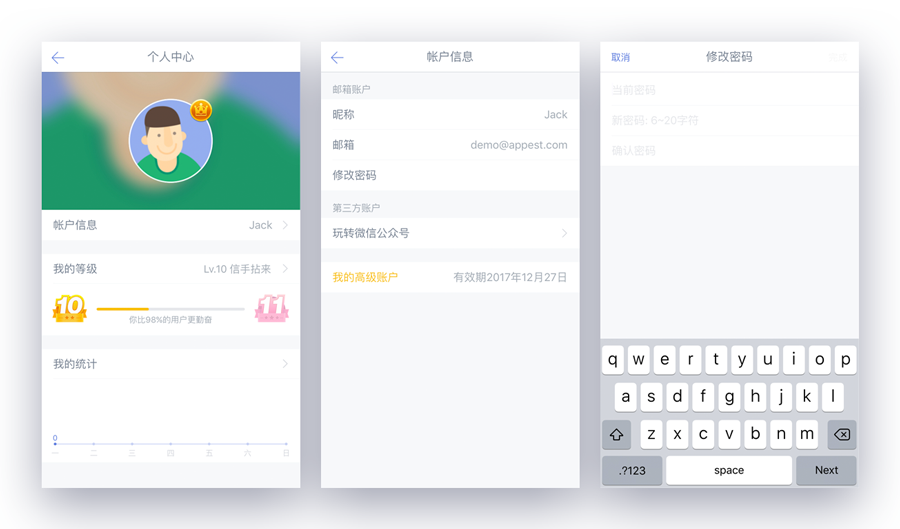 个人中心
帐户信息
Jack
我的等级
Lv.10 信手拈来
10
11
你比98%的用户更勤奋
我的统计
0
一 二 三 四 五 六 日
帐户信息
邮箱账户
昵称
Jack
邮箱
demo@appest.com
修改密码
第三方账户
玩转微信公众号
我的高级账户
有效期2017年12月27日
取消
修改密码
当前密码
新密码: 6~20字符
确认密码
q w e r t y u i o p
a s d f g h j k l
z x c v b n m
.?123
space
Next